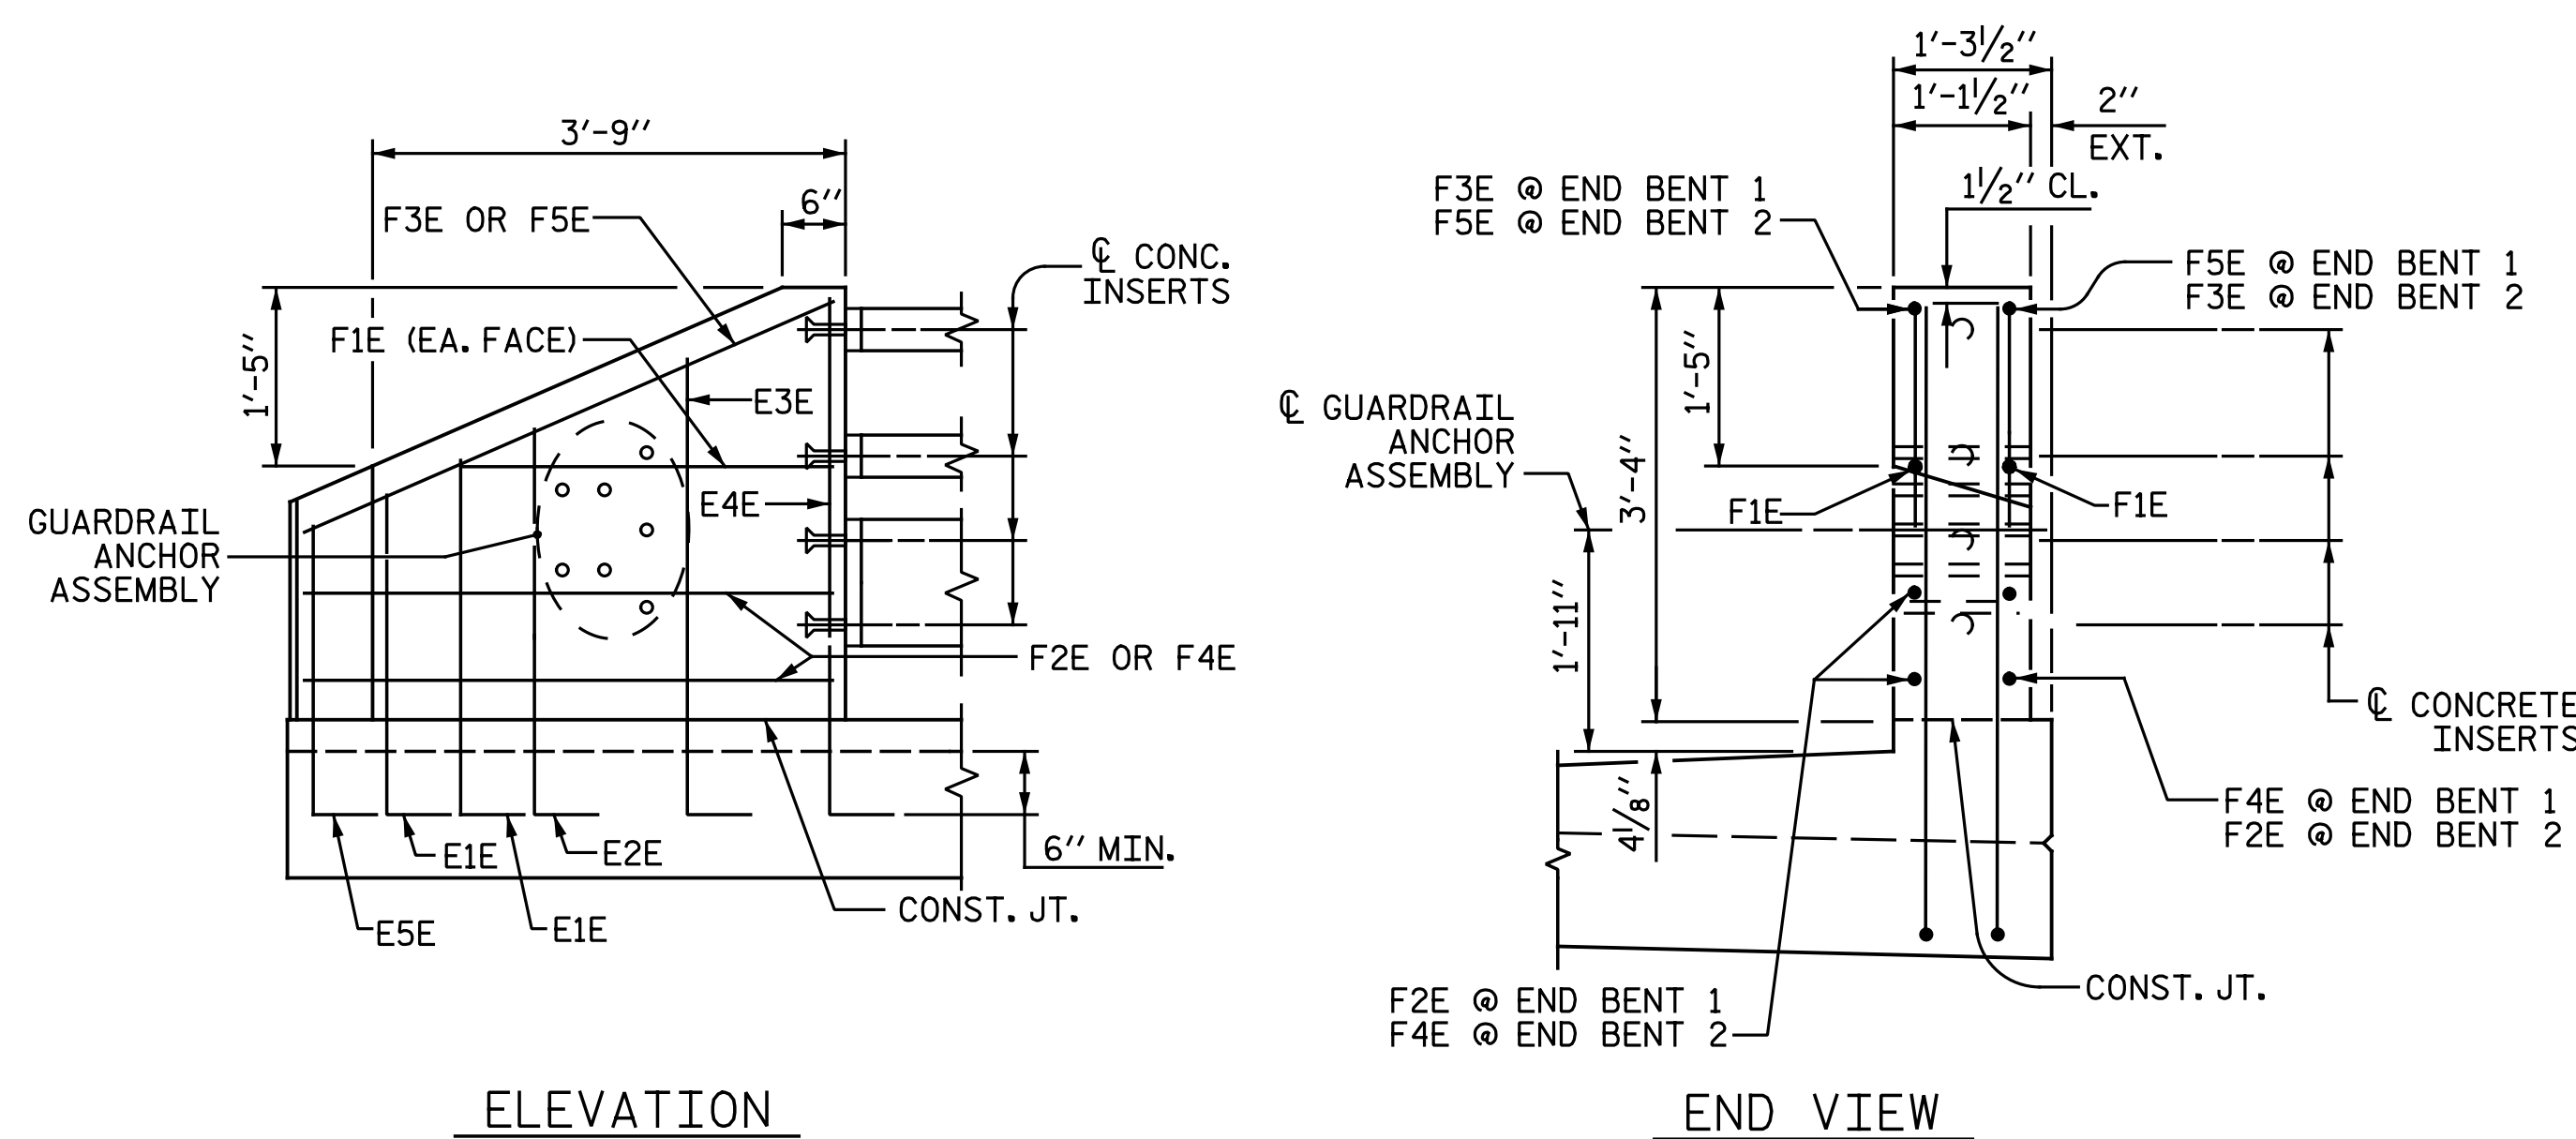 3'-9"
6"
F3E OR F5E
F1E (EA. FACE)
1'-5"
℄ CONC.
INSERTS
E3E
E4E
GUARDRAIL
ANCHOR
ASSEMBLY
F2E OR F4E
6" MIN.
E1E
E2E
E5E
E1E
CONST. JT.
ELEVATION
1'-3½"
1'-1½"
2"
EXT.
1½" CL.
F3E @ END BENT 1
F5E @ END BENT 2
F5E @ END BENT 1
F3E @ END BENT 2
1'-5"
℄ GUARDRAIL
ANCHOR
ASSEMBLY
3'-4"
F1E
F1E
1'-11"
℄ CONCRETE
INSERTS
4⅛"
F4E @ END BENT 1
F2E @ END BENT 2
F2E @ END BENT 1
F4E @ END BENT 2
CONST. JT.
END VIEW